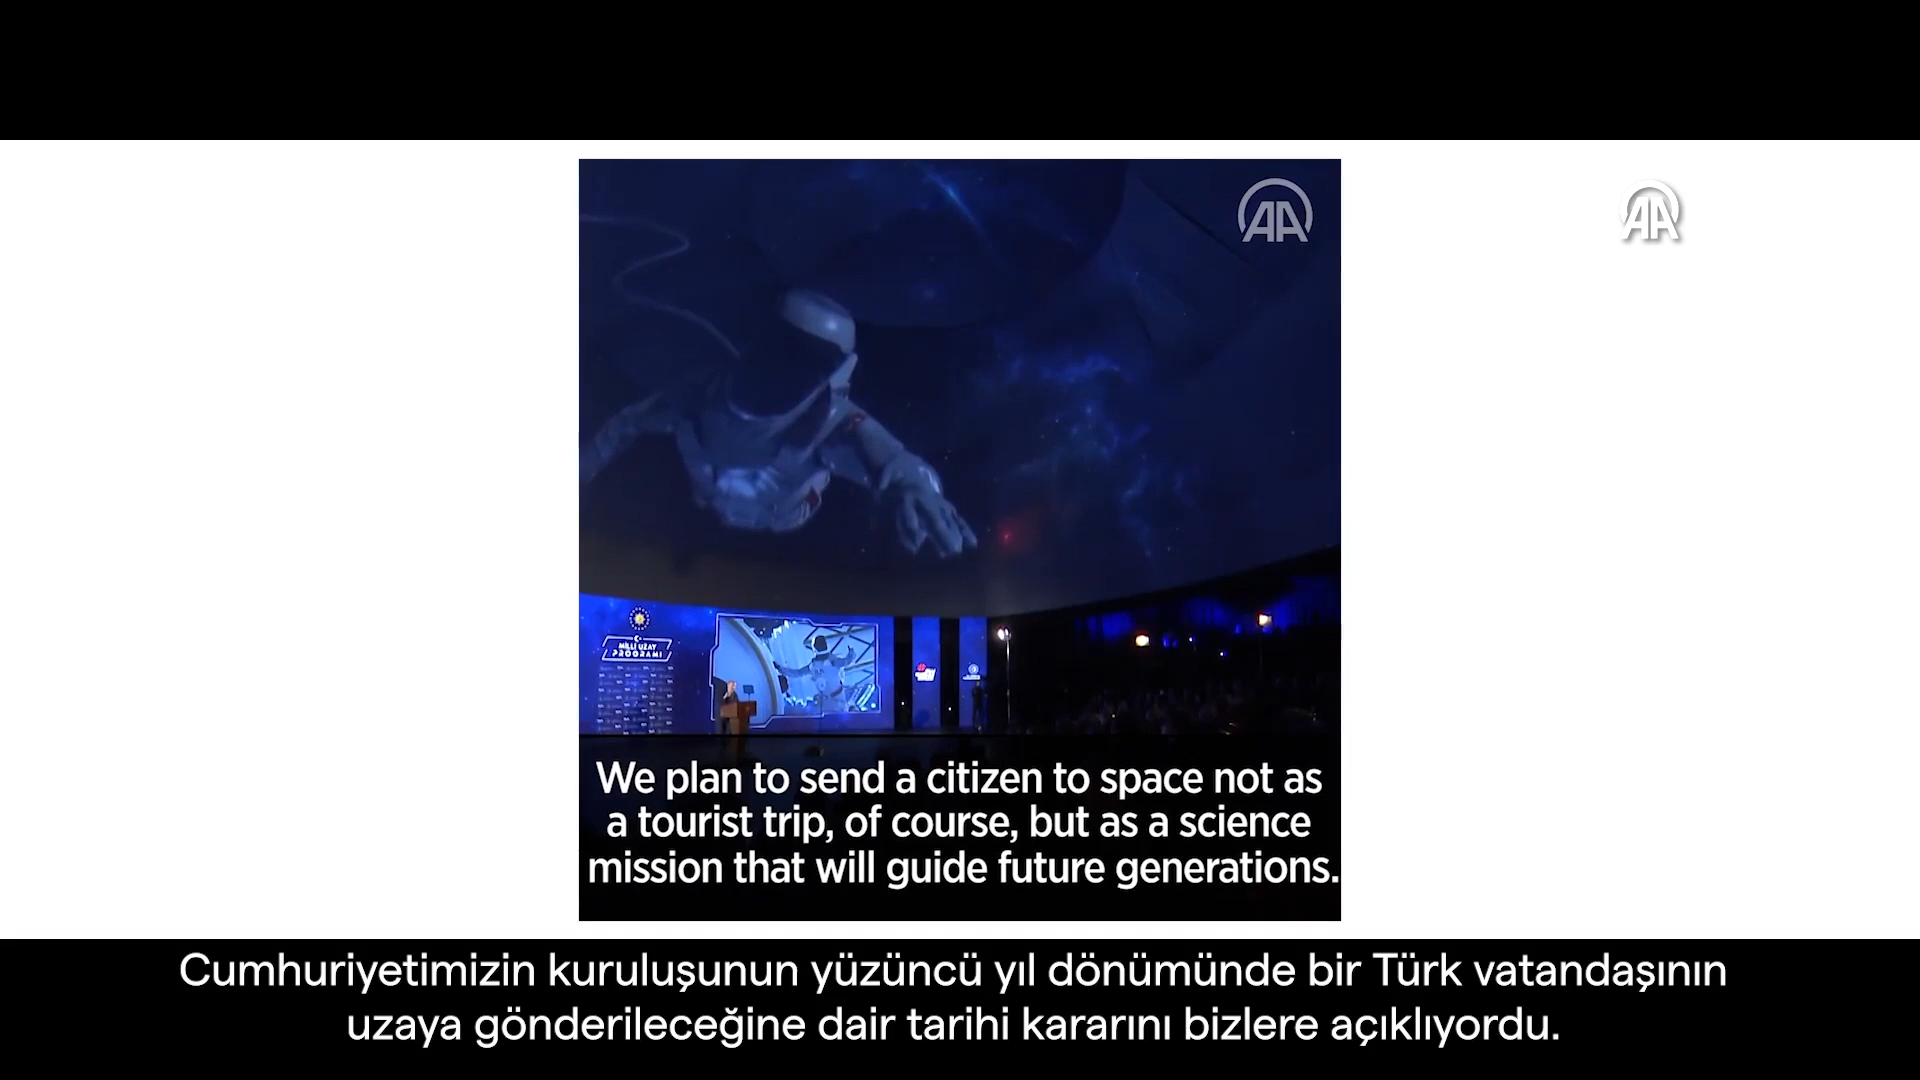 AA
AA
MİLLİ UZAY
PROGRAMI
We plan to send a citizen to space not as
a tourist trip, of course, but as a science
mission that will guide future generations.
Cumhuriyetimizin kuruluşunun yüzüncü yıl dönümünde bir Türk vatandaşının
uzaya gönderileceğine dair tarihi kararını bizlere açıklıyordu.